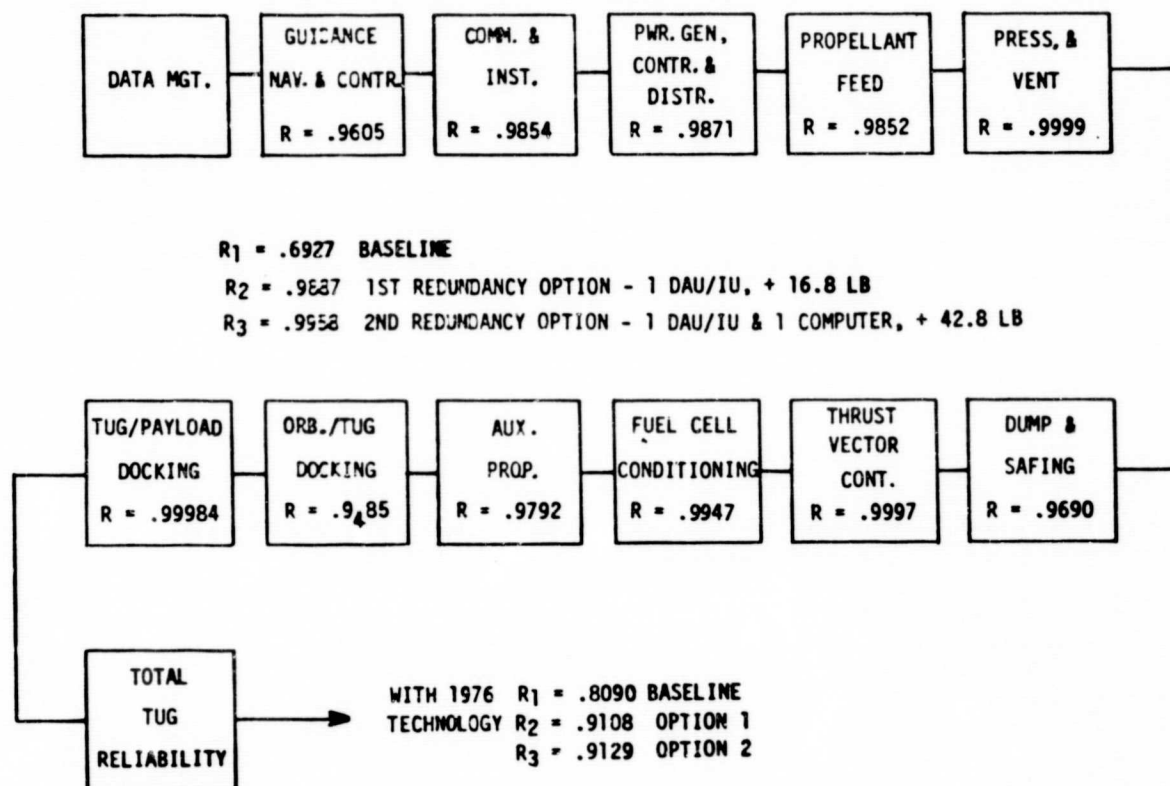 DATA MGT.
GUIDANCE
NAV. & CONTR.
R = .9605
COMM. &
INST.
R = .9854
PWR. GEN,
CONTR. &
DISTR.
R = .9871
PROPELLANT
FEED
R = .9852
PRESS, &
VENT
R = .9999
R1 = .6927 BASELINE
R2 = 1ST REDUNDANCY OPTION - 1 DAU/IU, + 16.8 LB
R3 = 2ND REDUNDANCY OPTION - 1 DAU/IU & 1 COMPUTER, + 42.8 LB
TUG/PAYLOAD
DOCKING
R = .99984
ORB./TUG
DOCKING
R = .9485
AUX.
PROP.
R = .9792
FUEL CELL
CONDITIONING
R = .9947
THRUST
VECTOR
CONT.
R = .9997
DUMP &
SAFING
R = .9690
TOTAL
TUG
RELIABILITY
WITH 1976 R1 = .8090 BASELINE
TECHNOLOGY R2 = .9108 OPTION 1
R3 = .9129 OPTION 2